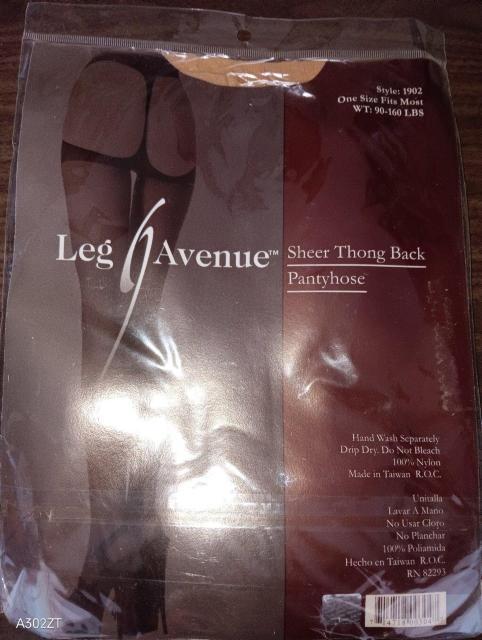 Style: 1902
One Size Fits Most
WT: 90-160 LBS
Leg Avenue™
Sheer Thong Back
Pantyhose
Hand Wash Separately
Drip Dry. Do Not Bleach
100% Nylon
Made in Taiwan R.O.C.
Unitalla
Lavar A Mano
No Usar Cloro
No Planchar
100% Poliamida
Hecho en Taiwan R.O.C.
RN 82293
A302ZT